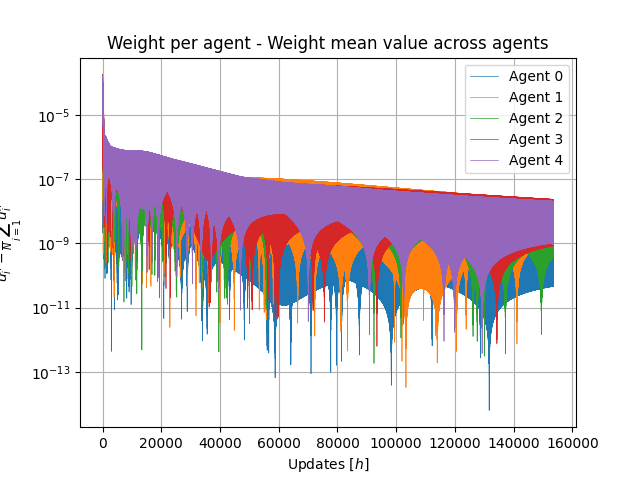 Weight per agent - Weight mean value across agents
Agent 0
Agent 1
Agent 2
Agent 3
Agent 4
10⁻⁵
10⁻⁷
10⁻⁹
10⁻¹¹
10⁻¹³
0
20000
40000
60000
80000
100000
120000
140000
160000
Updates [h]